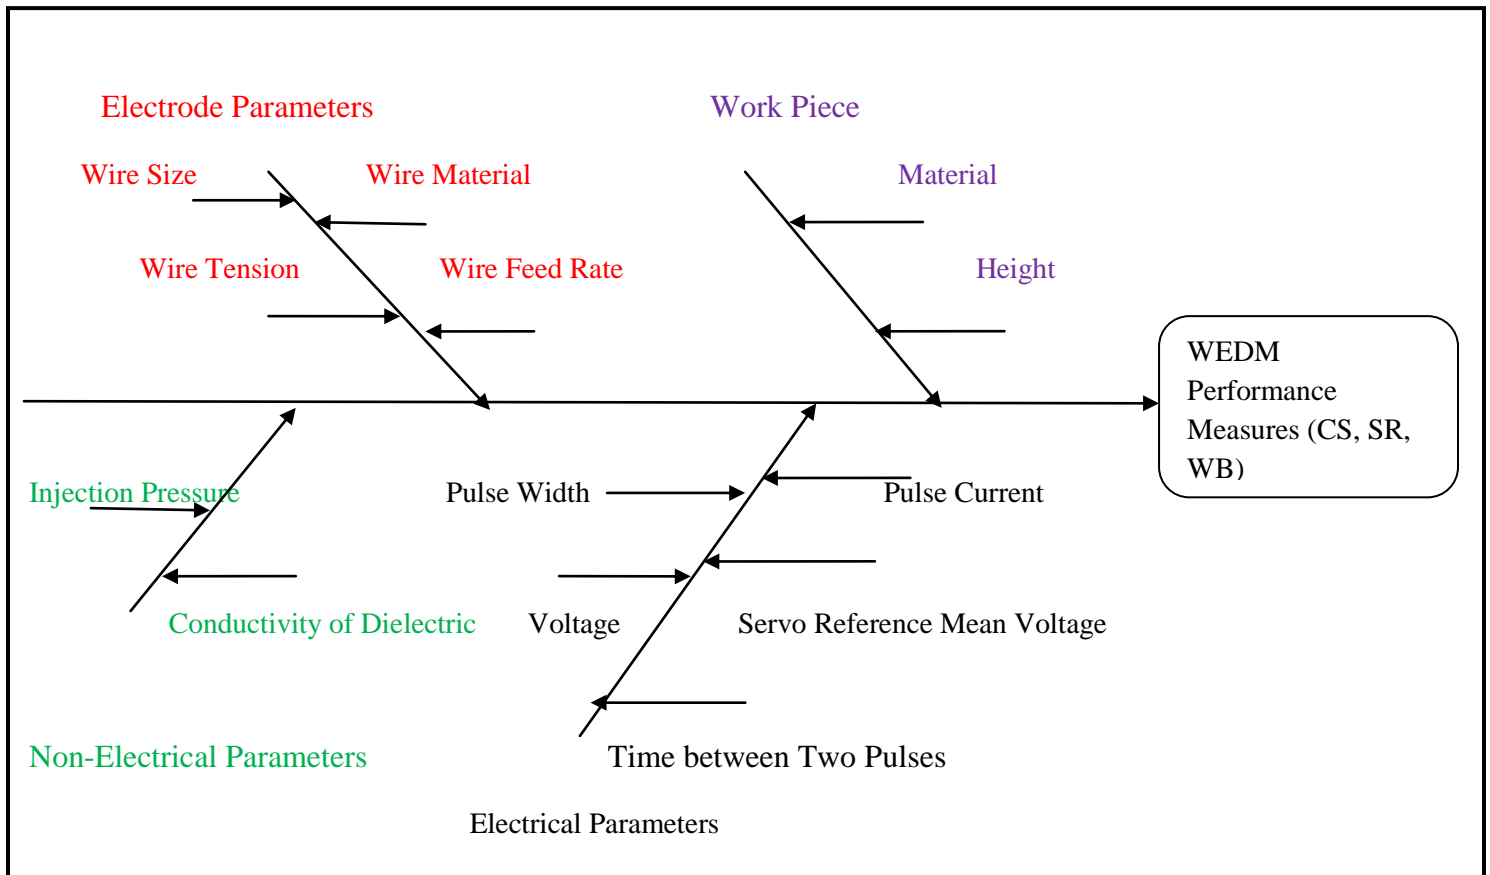 Electrode Parameters
Work Piece
Wire Size
Wire Material
Material
Wire Tension
Wire Feed Rate
Height
WEDM
Performance
Measures (CS, SR,
WB)
Injection Pressure
Pulse Width
Pulse Current
Conductivity of Dielectric
Voltage
Servo Reference Mean Voltage
Non-Electrical Parameters
Time between Two Pulses
Electrical Parameters